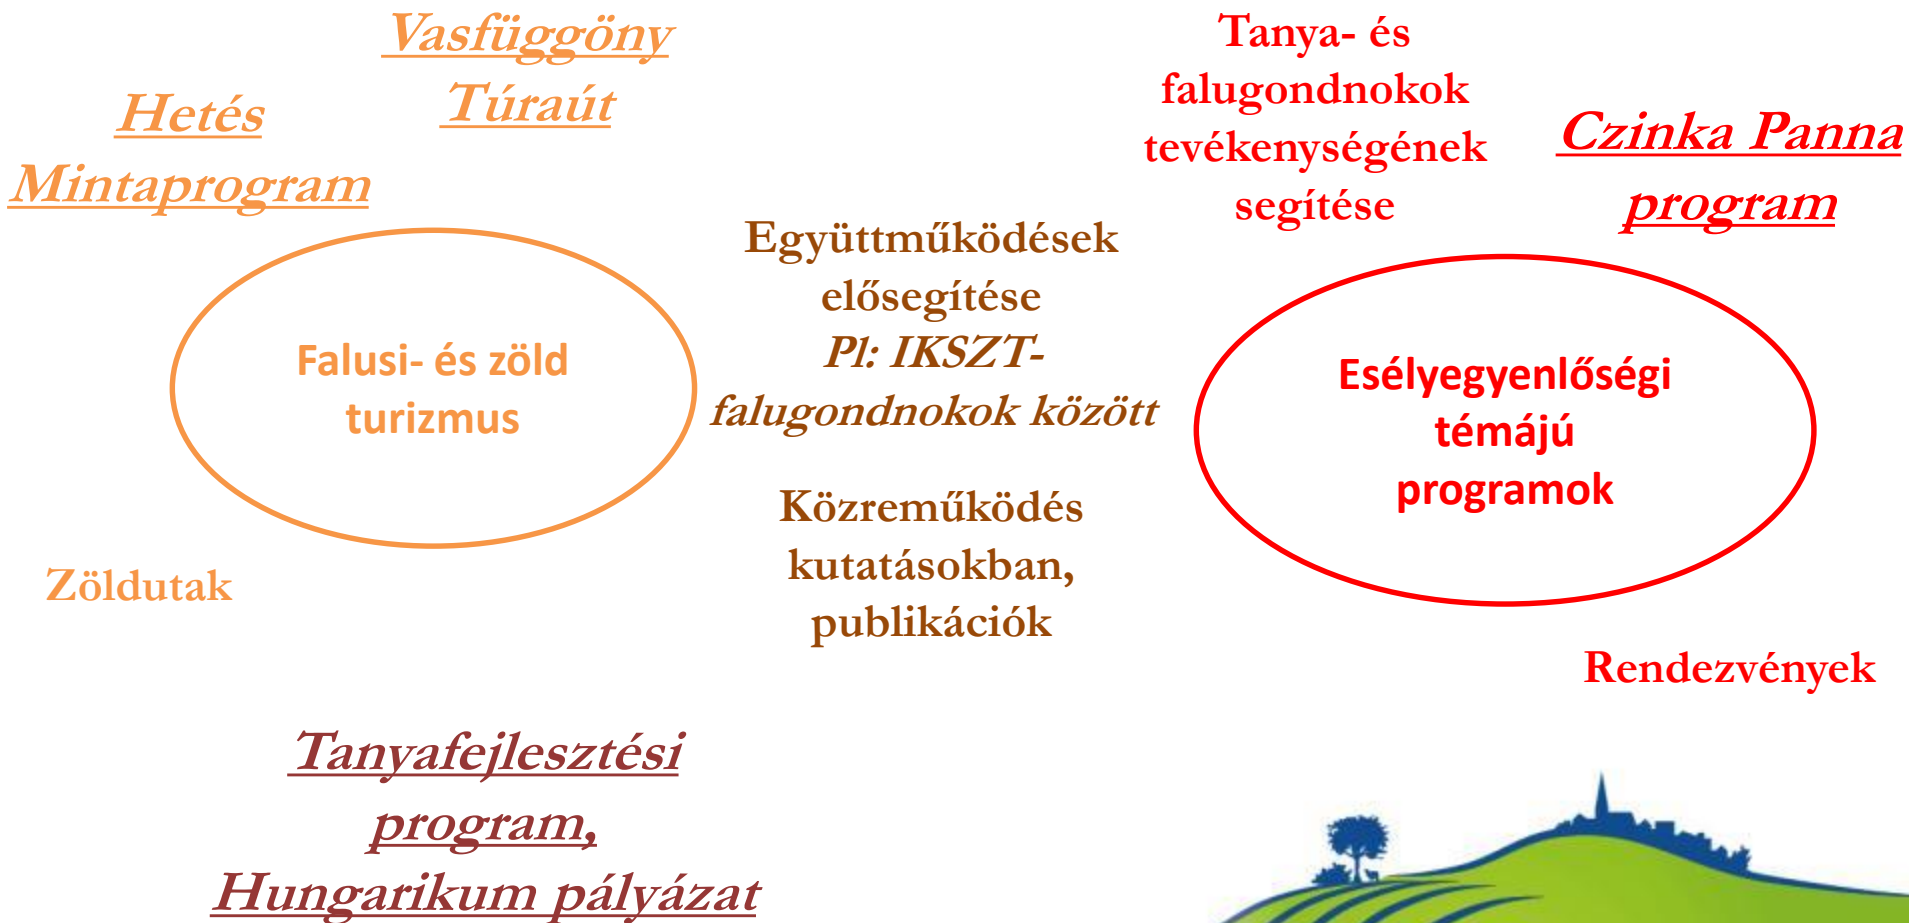 Vasfüggöny
Túraút
Hetés
Mintaprogram
Falusi- és zöld
turizmus
Zöldutak
Együttműködések
elősegítése
Pl: IKSZT-
falugondnokok között
Közreműködés
kutatásokban,
publikációk
Tanya- és
falugondnokok
tevékenységének
segítése
Czinka Panna
program
Esélyegyenlőségi
témájú
programok
Rendezvények
Tanyafejlesztési
program,
Hungarikum pályázat